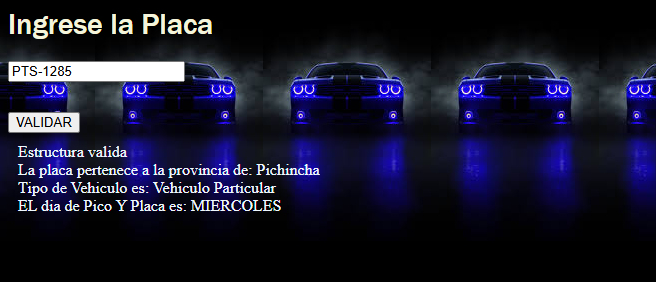 Ingrese la Placa
PTS-1285
VALIDAR
Estructura valida
La placa pertenece a la provincia de: Pichincha
Tipo de Vehiculo es: Vehiculo Particular
EL dia de Pico Y Placa es: MIERCOLES